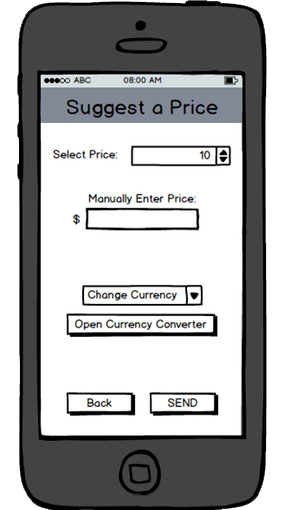 ABC 08:00 AM
Suggest a Price
Select Price: 10
Manually Enter Price:
$
Change Currency
Open Currency Converter
Back SEND